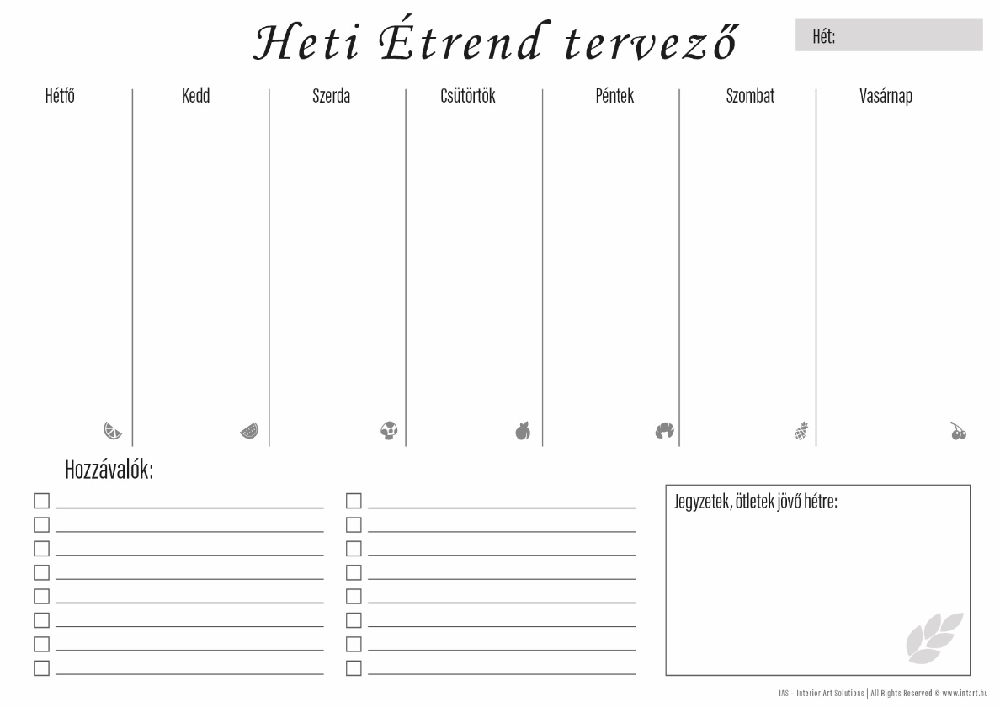 Heti Étrend tervező
Hét:
Hétfő
Kedd
Szerda
Csütörtök
Péntek
Szombat
Vasárnap
Hozzávalók:
Jegyzetek, ötletek jövő hétre:
IAS - Interior Art Solutions | All Rights Reserved © www.intart.hu